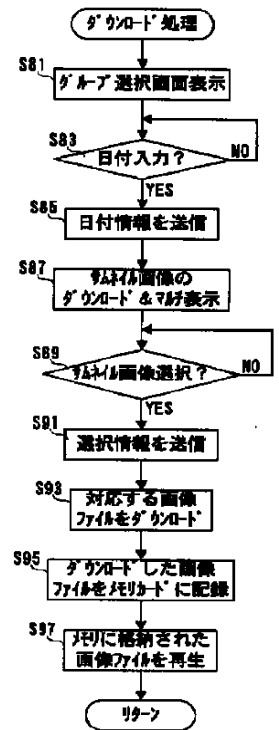 ﾀﾞｳﾝﾛｰﾄﾞ処理
S81
ｸﾞﾙｰﾌﾟ選択画面表示
S83
日付入力？
NO
YES
S85
日付情報を送信
S87
ｻﾑﾈｲﾙ画像の
ﾀﾞｳﾝﾛｰﾄﾞ&ﾏﾙﾁ表示
S89
ｻﾑﾈｲﾙ画像選択？
NO
YES
S91
選択情報を送信
S93
対応する画像
ﾌｧｲﾙをﾀﾞｳﾝﾛｰﾄﾞ
S95
ﾀﾞｳﾝﾛｰﾄﾞした画像
ﾌｧｲﾙをﾒﾓﾘｶｰﾄﾞに記録
S97
ﾒﾓﾘに格納された
画像ﾌｧｲﾙを再生
ﾘﾀｰﾝ